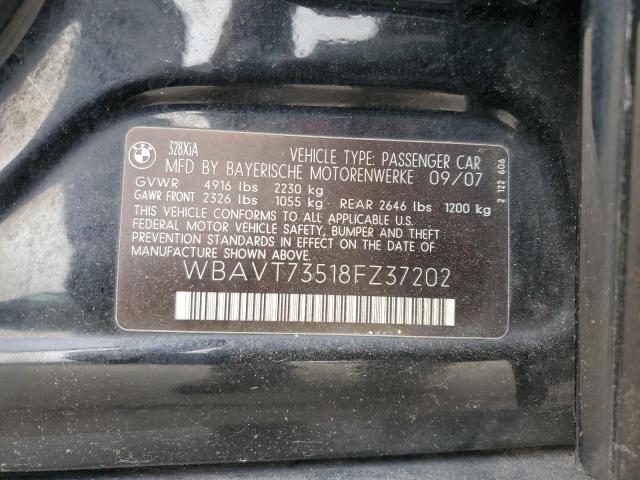 BMW
328XiA
VEHICLE TYPE: PASSENGER CAR
MFD BY BAYERISCHE MOTORENWERKE 09/07
GVWR 4916 lbs 2230 kg
GAWR FRONT 2326 lbs 1055 kg REAR 2646 lbs 1200 kg
THIS VEHICLE CONFORMS TO ALL APPLICABLE U.S.
FEDERAL MOTOR VEHICLE SAFETY, BUMPER AND THEFT
PREVENTION STANDARDS IN EFFECT ON THE DATE
OF MANUFACTURE SHOWN ABOVE.
WBAVT73518FZ37202
2 122 606